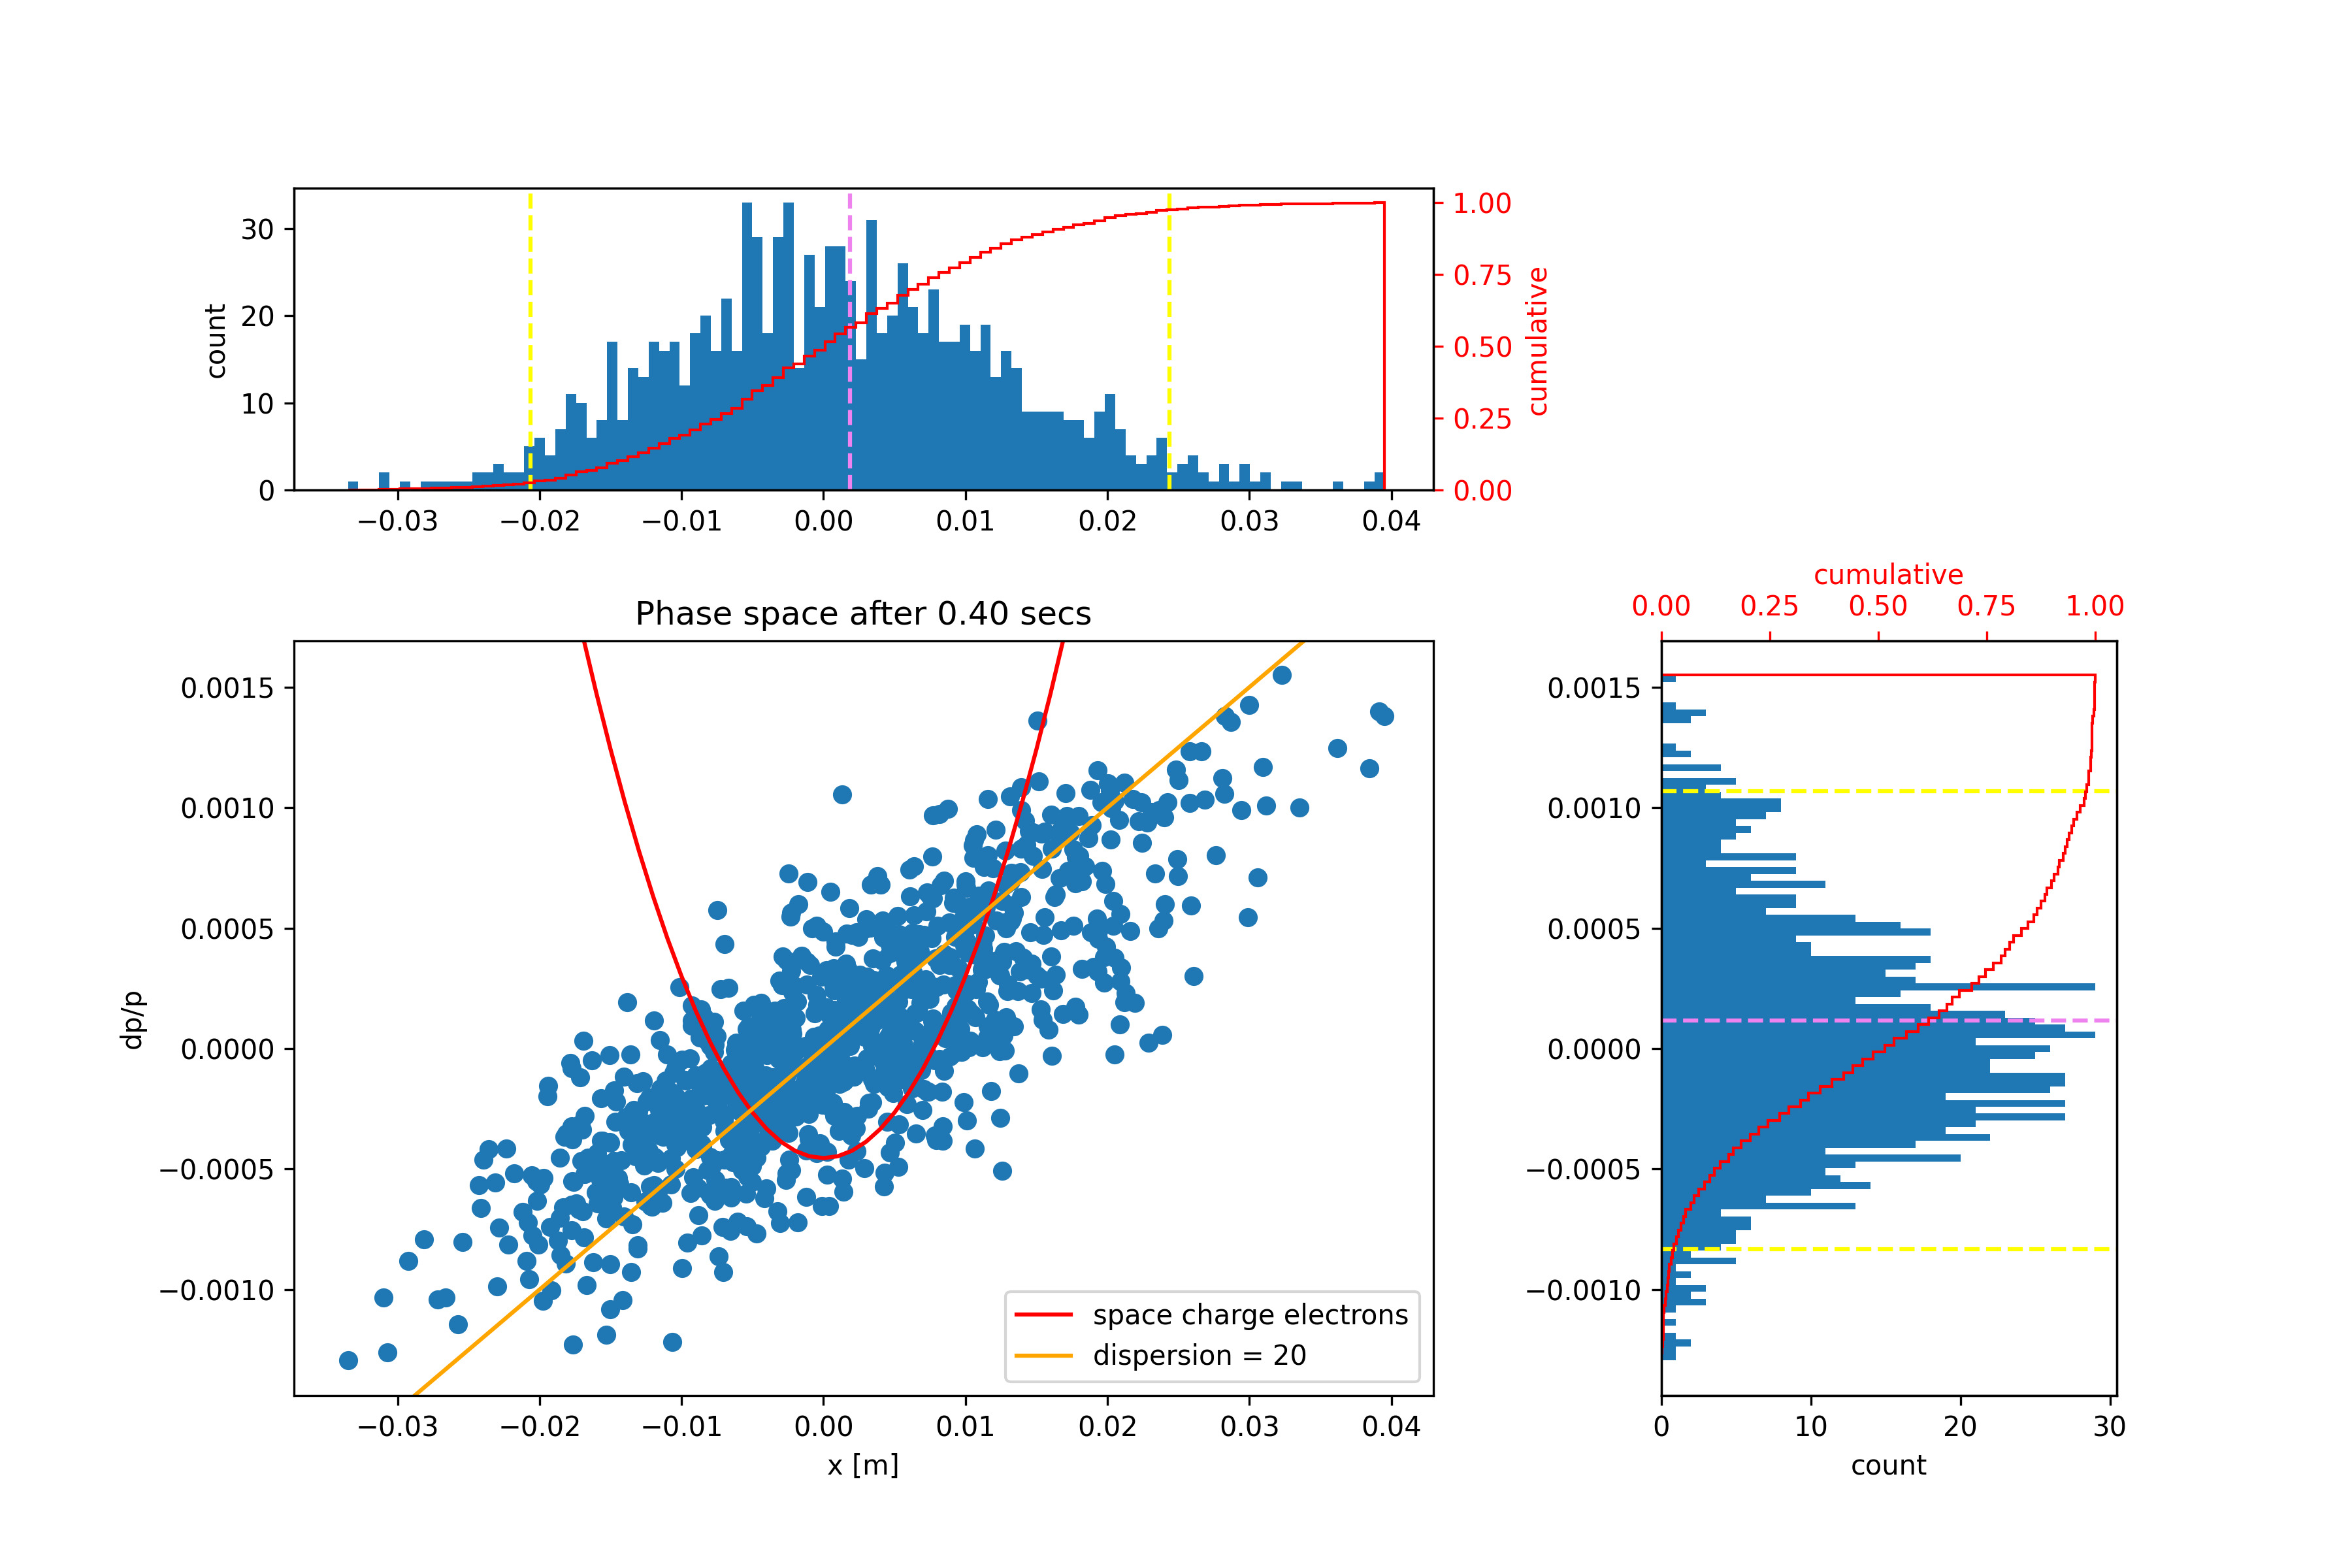 30
20
10
0
count
1.00
0.75
0.50
0.25
0.00
cumulative
−0.03 −0.02 −0.01 0.00 0.01 0.02 0.03 0.04
Phase space after 0.40 secs
0.0015
0.0010
0.0005
0.0000
−0.0005
−0.0010
dp/p
space charge electrons
dispersion = 20
−0.03 −0.02 −0.01 0.00 0.01 0.02 0.03 0.04
x [m]
cumulative
0.00 0.25 0.50 0.75 1.00
0.0015
0.0010
0.0005
0.0000
−0.0005
−0.0010
0 10 20 30
count